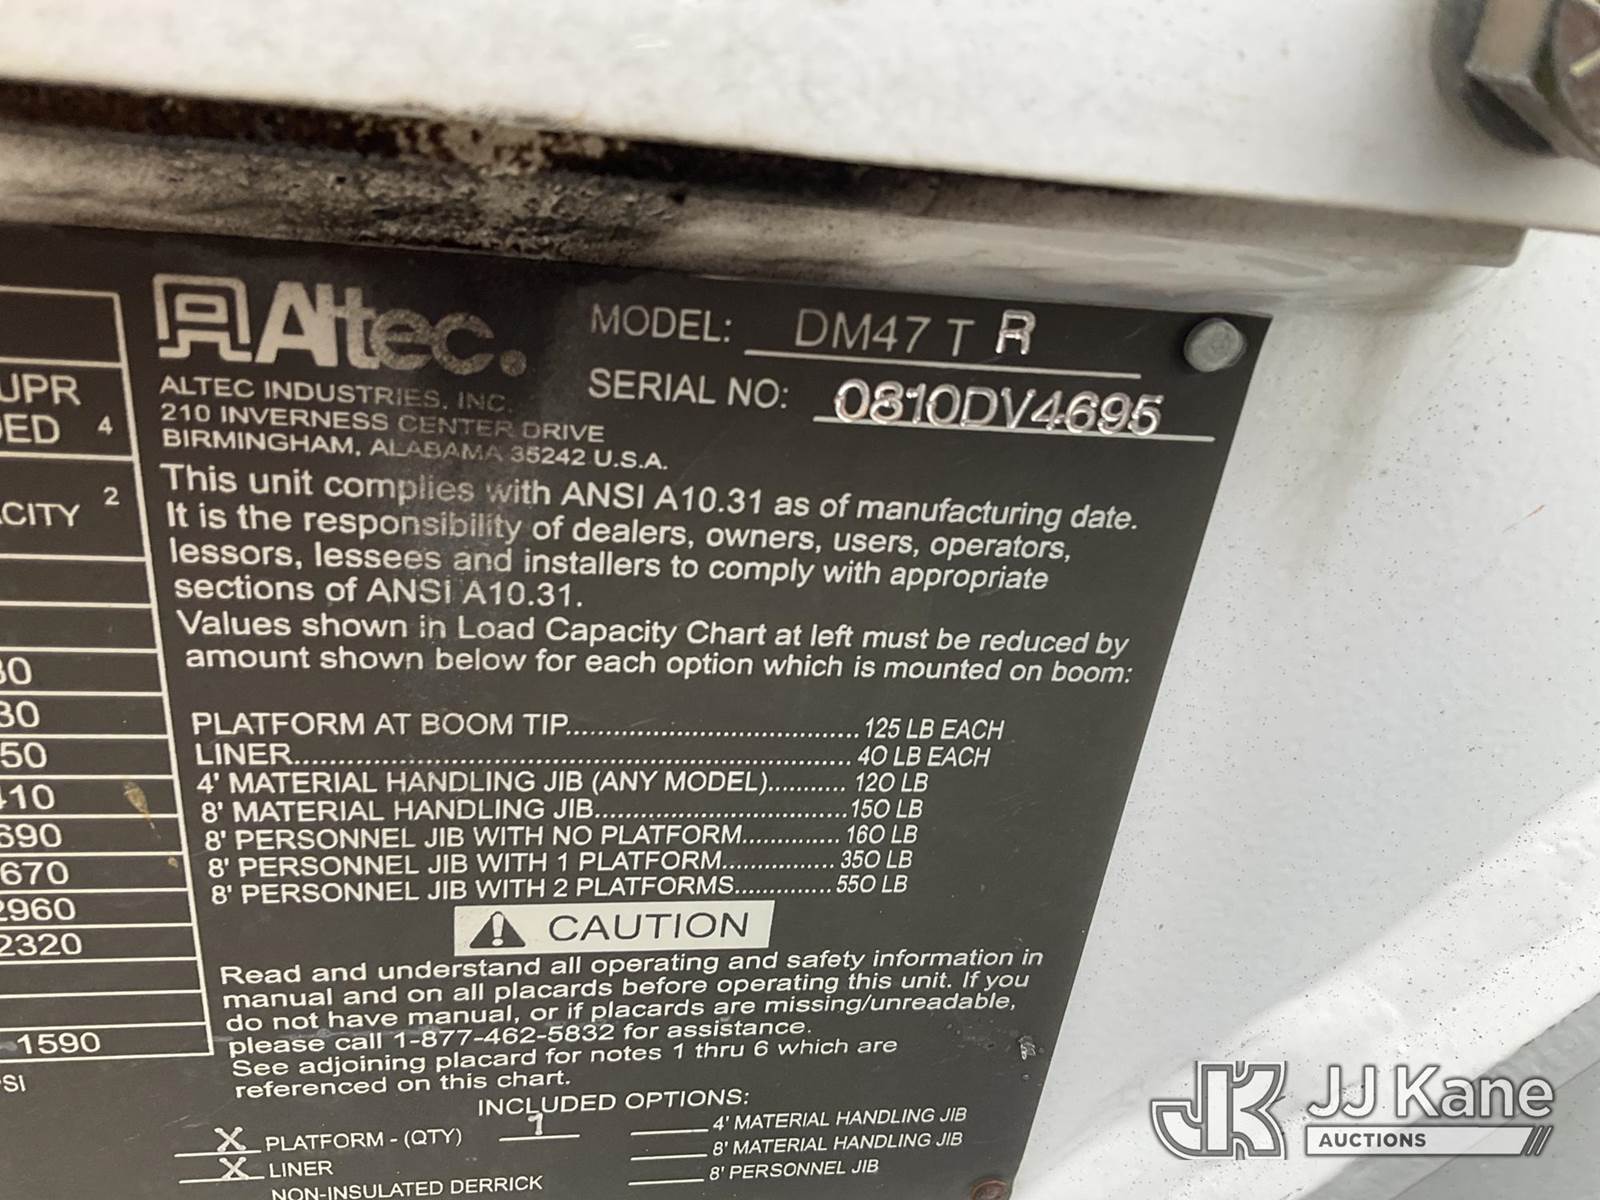 Altec.
MODEL: DM47 T R
SERIAL NO: 0810DV4695
ALTEC INDUSTRIES, INC.
210 INVERNESS CENTER DRIVE
BIRMINGHAM, ALABAMA 35242 U.S.A.
This unit complies with ANSI A10.31 as of manufacturing date.
It is the responsibility of dealers, owners, users, operators,
lessors, lessees and installers to comply with appropriate
sections of ANSI A10.31.
Values shown in Load Capacity Chart at left must be reduced by
amount shown below for each option which is mounted on boom:
PLATFORM AT BOOM TIP.....................................125 LB EACH
LINER.....................................................................40 LB EACH
4' MATERIAL HANDLING JIB (ANY MODEL)...........120 LB
8' MATERIAL HANDLING JIB...................................150 LB
8' PERSONNEL JIB WITH NO PLATFORM..............160 LB
8' PERSONNEL JIB WITH 1 PLATFORM................350 LB
8' PERSONNEL JIB WITH 2 PLATFORMS..............550 LB
CAUTION
Read and understand all operating and safety information in
manual and on all placards before operating this unit. If you
do not have manual, or if placards are missing/unreadable,
please call 1-877-462-5832 for assistance.
See adjoining placard for notes 1 thru 6 which are
referenced on this chart.
INCLUDED OPTIONS:
X PLATFORM - (QTY) 1
X LINER
NON-INSULATED DERRICK
4' MATERIAL HANDLING JIB
8' MATERIAL HANDLING JIB
8' PERSONNEL JIB
UPR
4
2
2320
1590
JJ Kane
AUCTIONS